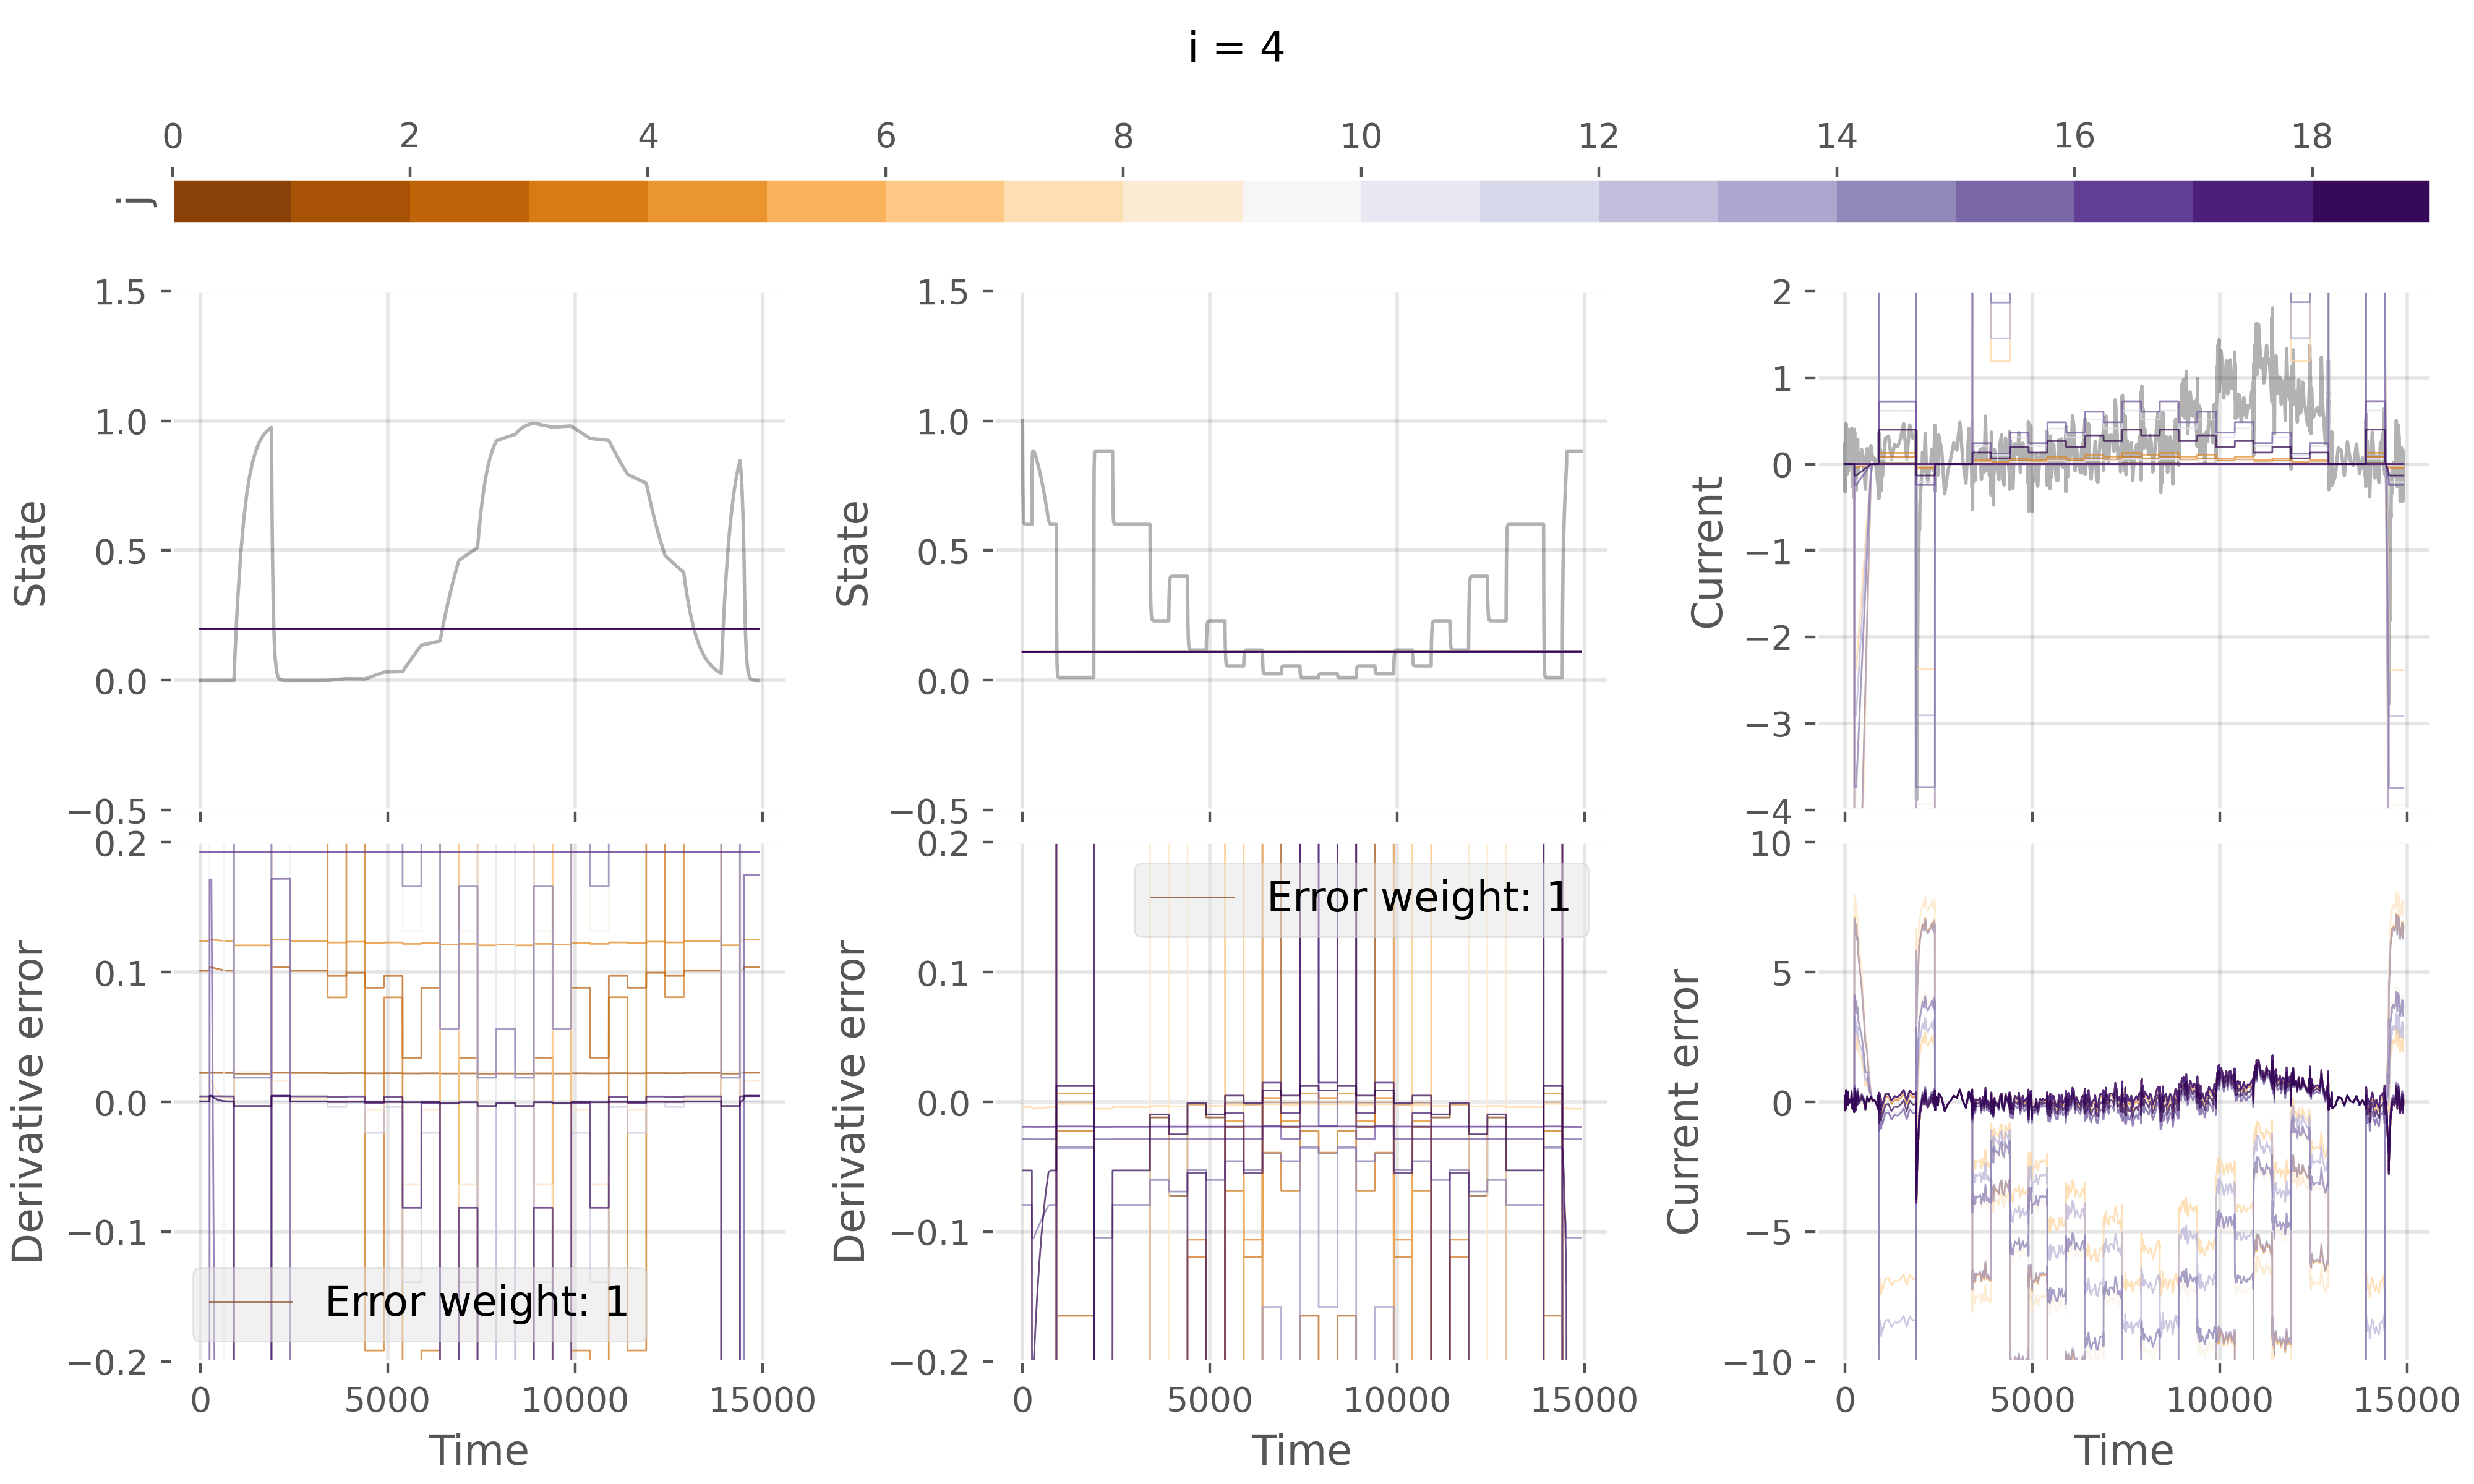 i = 4
0 2 4 6 8 10 12 14 16 18
j
1.5
1.0
0.5
0.0
−0.5
State
1.5
1.0
0.5
0.0
−0.5
State
2
1
0
−1
−2
−3
−4
Current
0.2
0.1
0.0
−0.1
−0.2
Derivative error
Error weight: 1
0 5000 10000 15000
Time
0.2
0.1
0.0
−0.1
−0.2
Derivative error
Error weight: 1
0 5000 10000 15000
Time
10
5
0
−5
−10
Current error
0 5000 10000 15000
Time